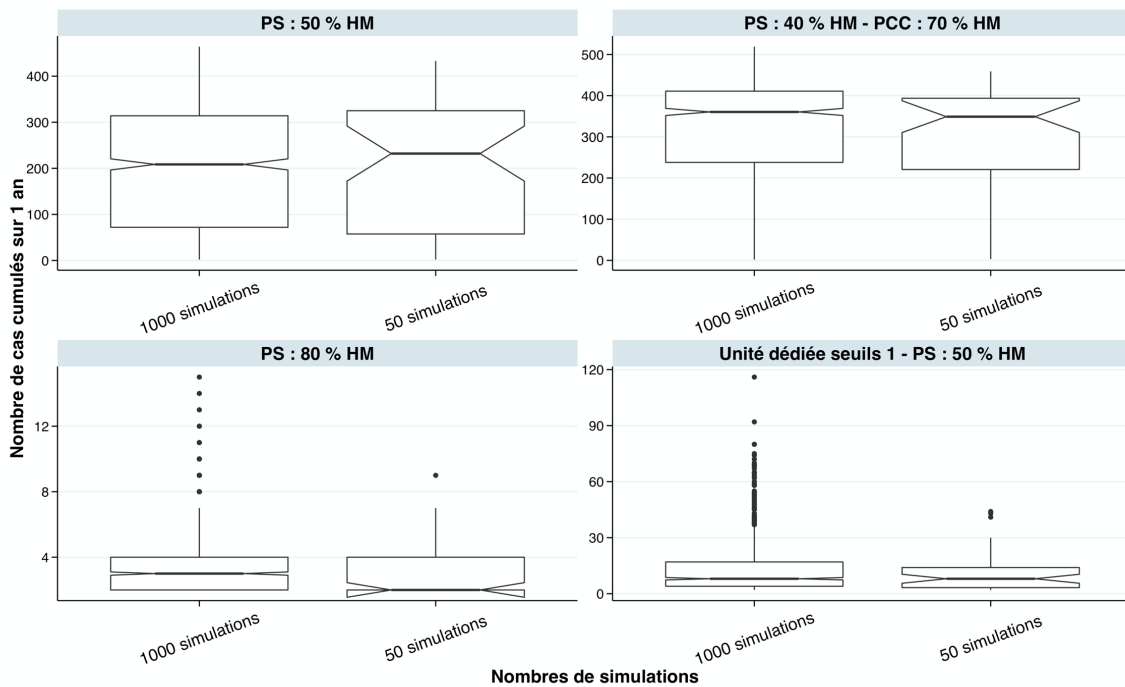 PS : 50 % HM
PS : 40 % HM - PCC : 70 % HM
400
300
200
100
0
500
400
300
200
100
0
1000 simulations
50 simulations
1000 simulations
50 simulations
Nombre de cas cumulés sur 1 an
PS : 80 % HM
Unité dédiée seuils 1 - PS : 50 % HM
12
8
4
120
90
60
30
0
1000 simulations
50 simulations
1000 simulations
50 simulations
Nombres de simulations